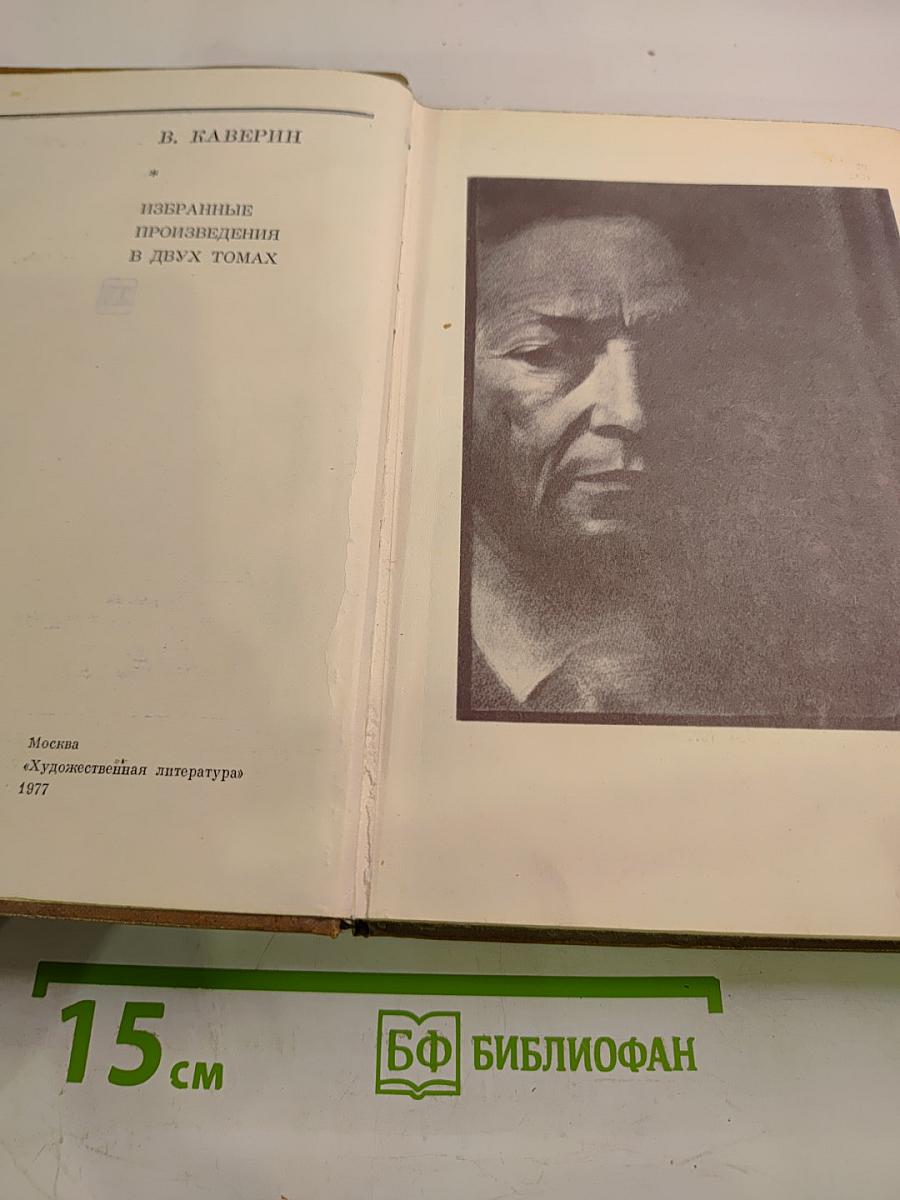 В. КАВЕРИН
*
ИЗБРАННЫЕ
ПРОИЗВЕДЕНИЯ
В ДВУХ ТОМАХ
Москва
«Художественная литература»
1977
15 см
БФ БИБЛИОФАН